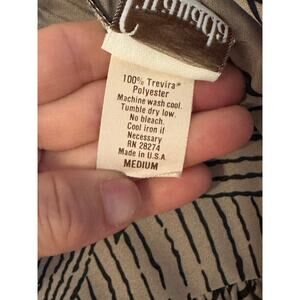 100% Trevira*
Polyester
Machine wash cool.
Tumble dry low.
No bleach.
Cool iron if
Necessary
RN 28274
Made in U.S.A.
MEDIUM